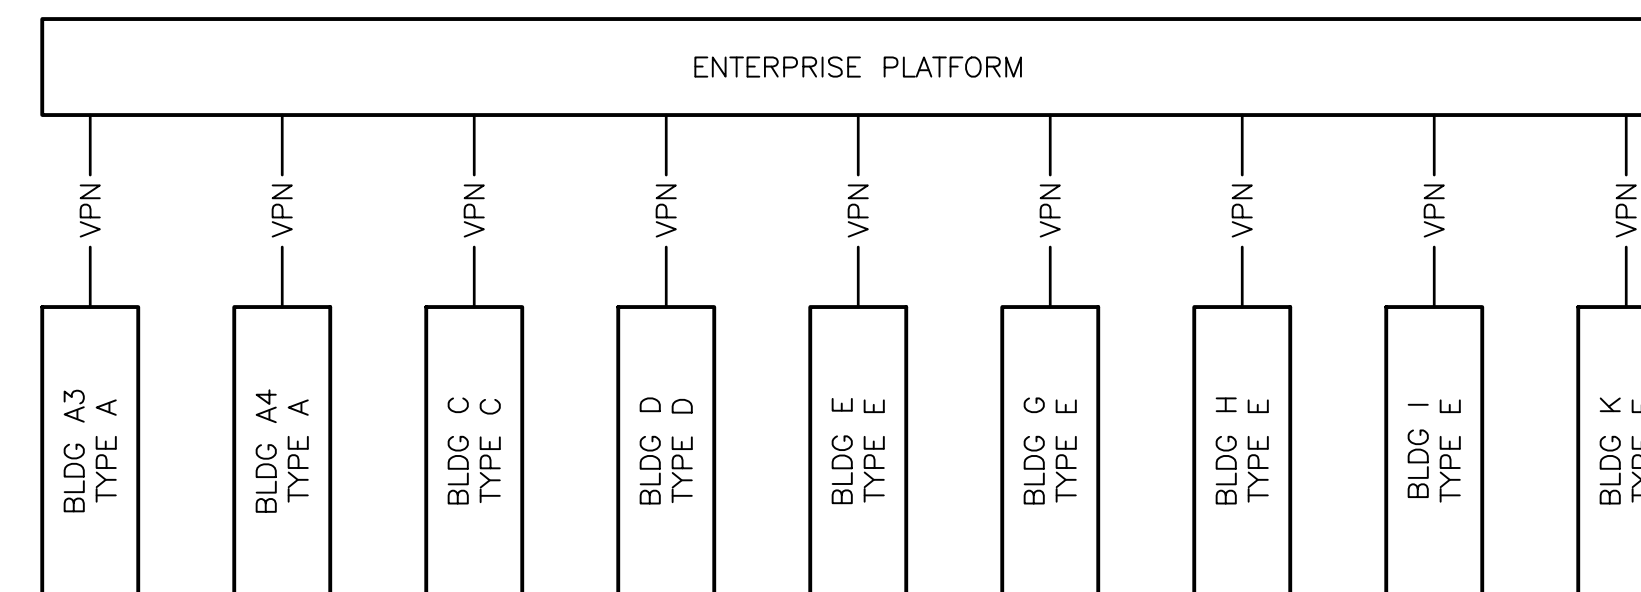 ENTERPRISE PLATFORM
VPN
VPN
VPN
VPN
VPN
VPN
VPN
VPN
VPN
BLDG A3
TYPE A
BLDG A4
TYPE A
BLDG C
TYPE C
BLDG D
TYPE D
BLDG E
TYPE E
BLDG G
TYPE E
BLDG H
TYPE E
BLDG I
TYPE E
BLDG K